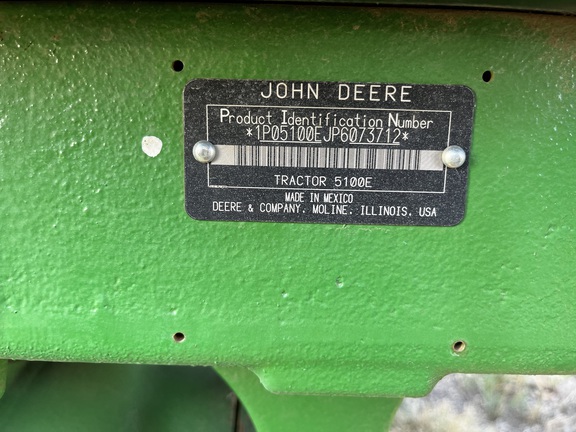 JOHN DEERE
Product Identification Number
*1P05100EJP6073712*
TRACTOR 5100E
MADE IN MEXICO
DEERE & COMPANY. MOLINE. ILLINOIS. USA